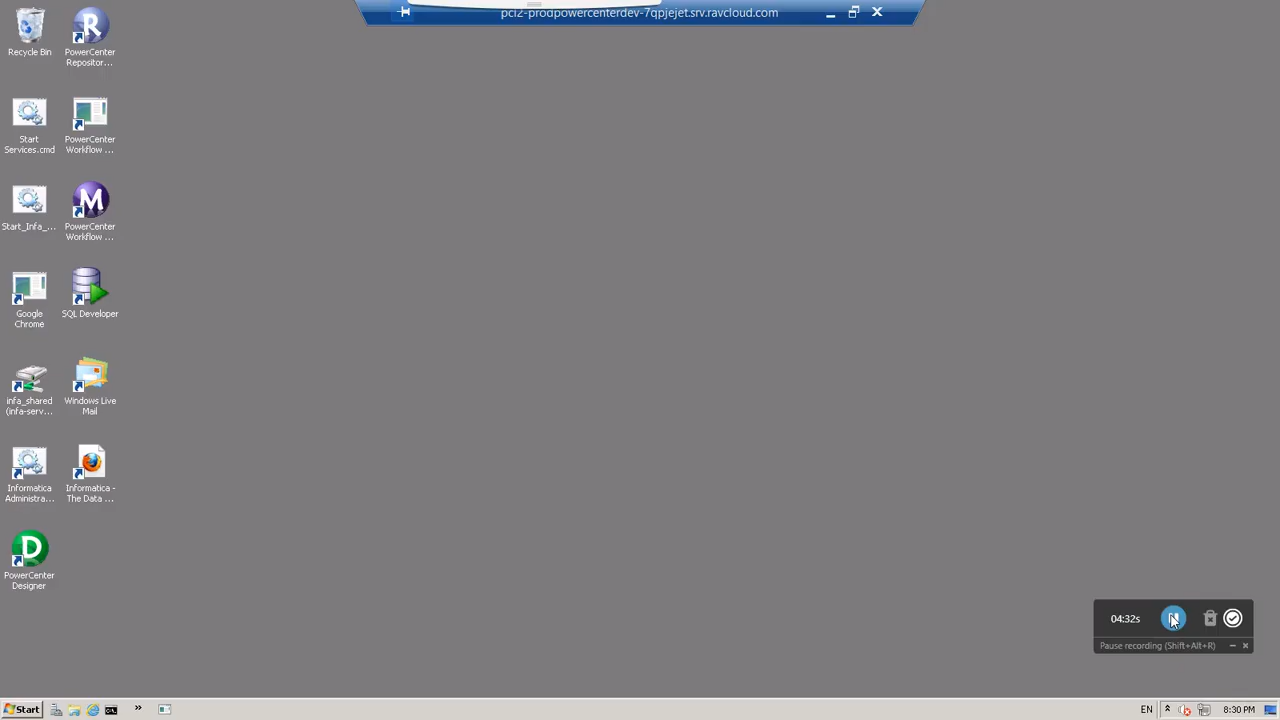 pcl2-prodpowercenterdev-7qpjejet.srv.ravcloud.com
Recycle Bin
PowerCenter
Repositor...
Start
Services.cmd
PowerCenter
Workflow ...
Start_Infa_...
PowerCenter
Workflow ...
Google
Chrome
SQL Developer
infa_shared
(infa-serv...
Windows Live
Mail
Informatica
Administra...
Informatica -
The Data ...
PowerCenter
Designer
04:32s
Pause recording (Shift+Alt+R)
Start
EN
8:30 PM